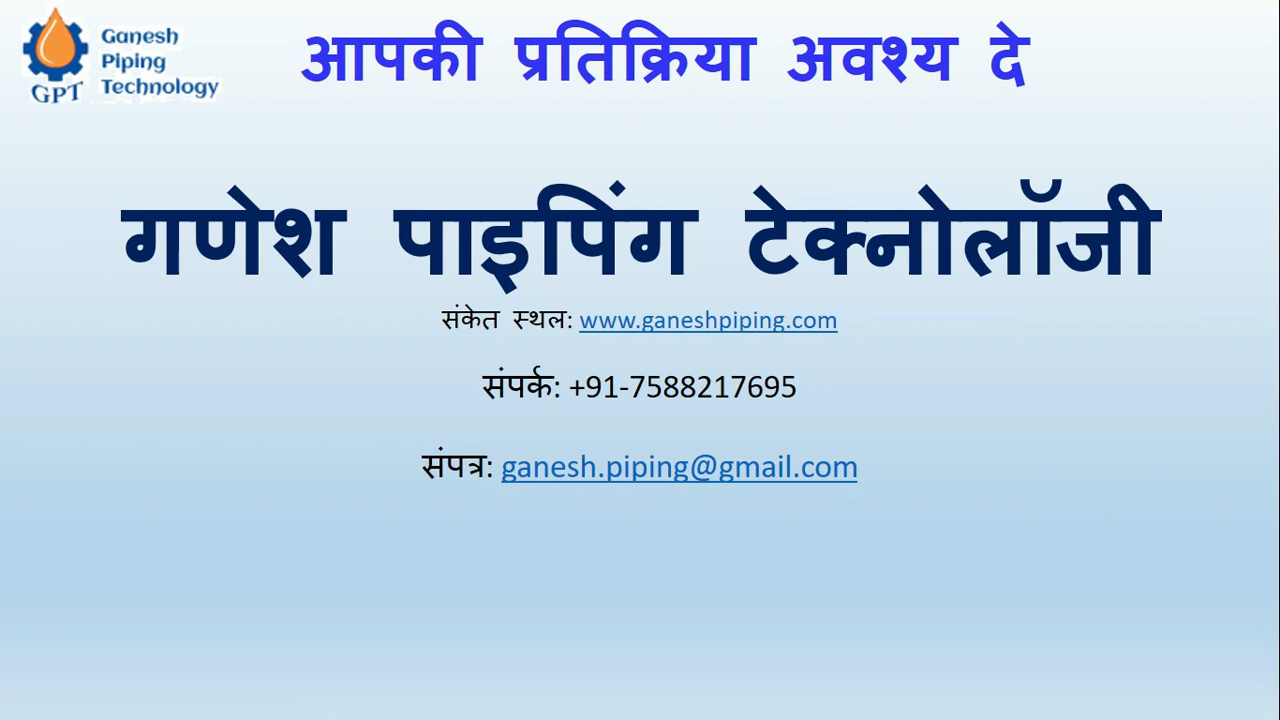 Ganesh
Piping
Technology
GPT
आपकी प्रतिक्रिया अवश्य दे
गणेश पाइपिंग टेक्नोलॉजी
संकेत स्थल: www.ganeshpiping.com
संपर्क: +91-7588217695
संपत्र: ganesh.piping@gmail.com